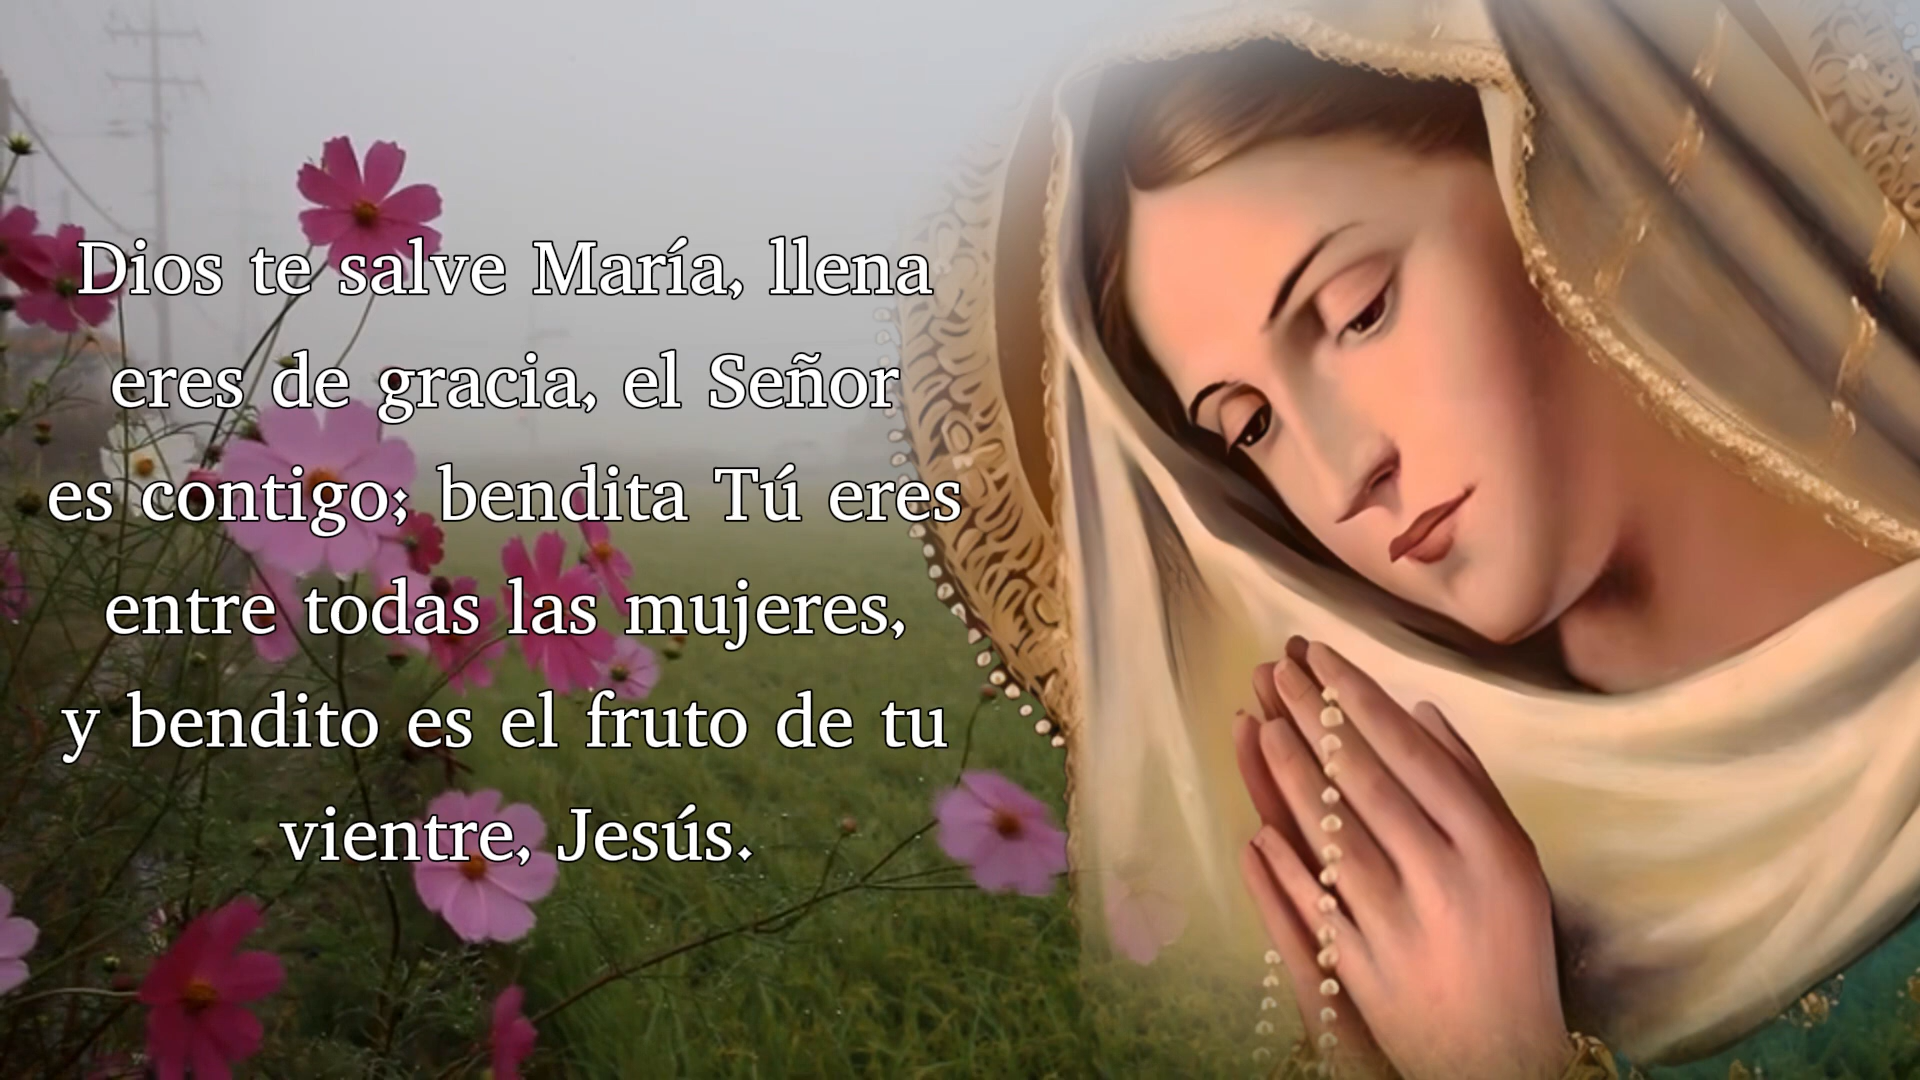 Dios te salve María, llena
eres de gracia, el Señor
es contigo; bendita Tú eres
entre todas las mujeres,
y bendito es el fruto de tu
vientre, Jesús.